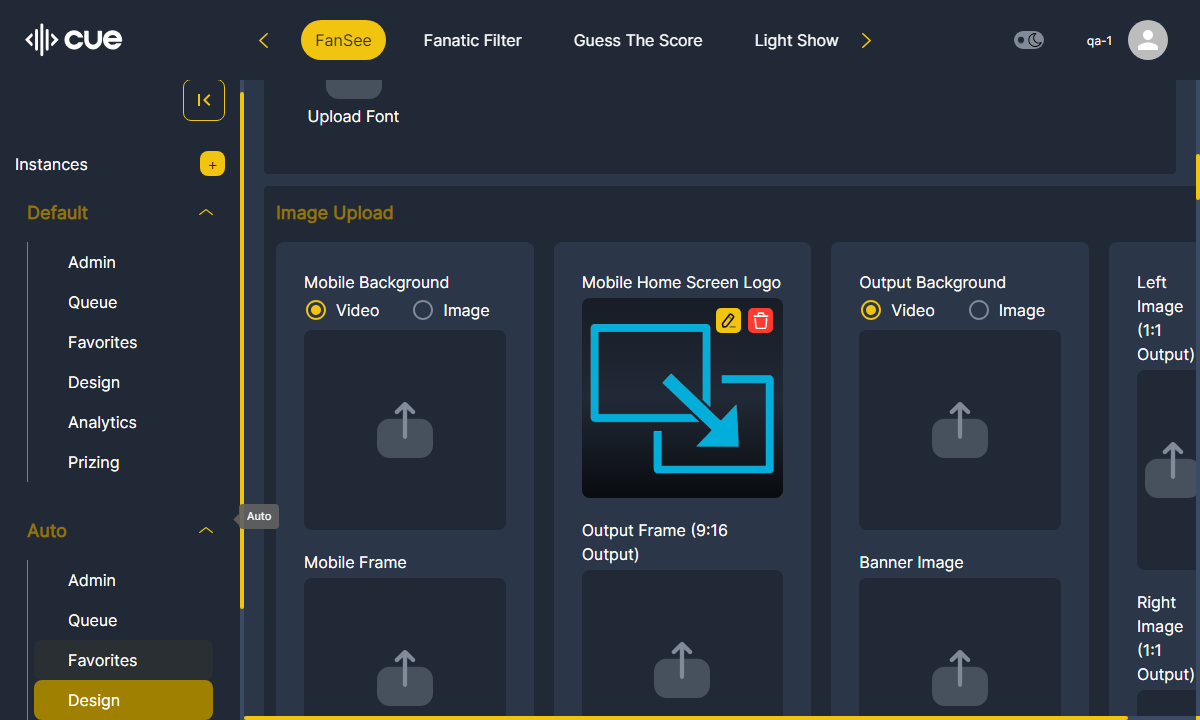 cue
FanSee
Fanatic Filter
Guess The Score
Light Show
qa-1
Instances
+
Default
Admin
Queue
Favorites
Design
Analytics
Prizing
Auto
Auto
Admin
Queue
Favorites
Design
Upload Font
Image Upload
Mobile Background
Video
Image
Mobile Frame
Mobile Home Screen Logo
Output Frame (9:16
Output)
Output Background
Video
Image
Banner Image
Left
Image
(1:1
Output)
Right
Image
(1:1
Output)